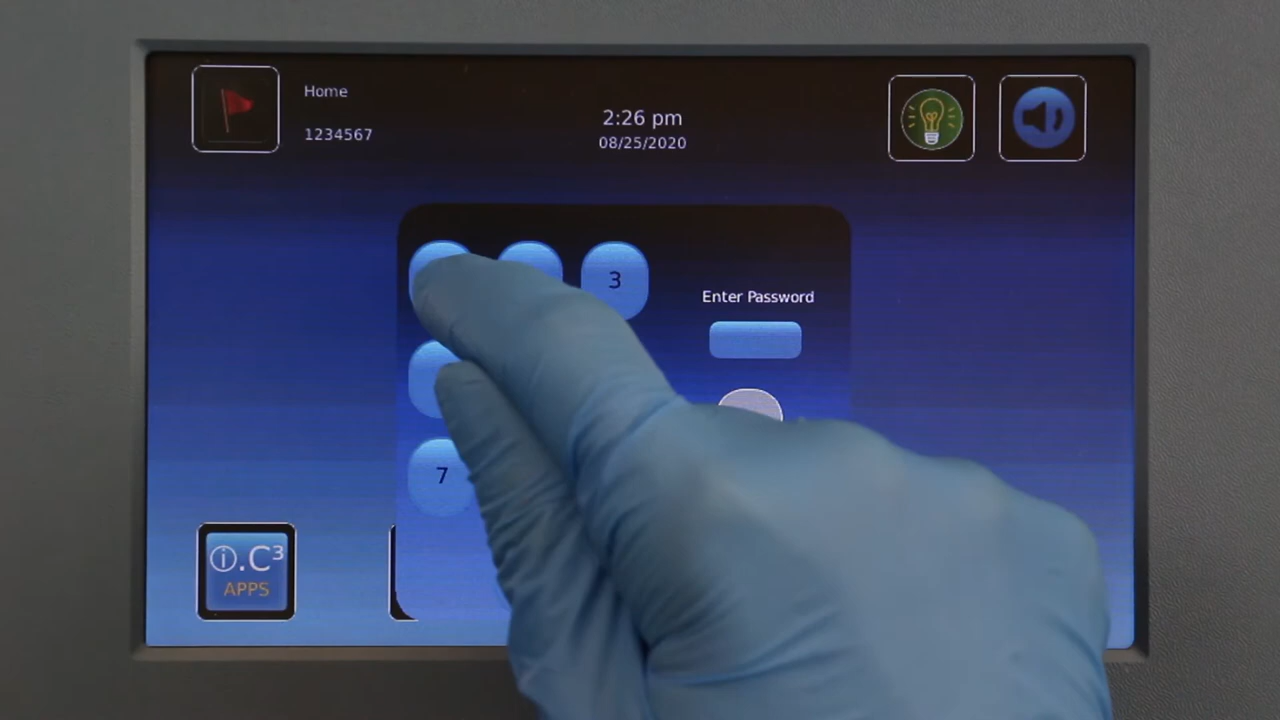 Home
1234567
2:26 pm
08/25/2020
3
Enter Password
7
i.C³
APPS